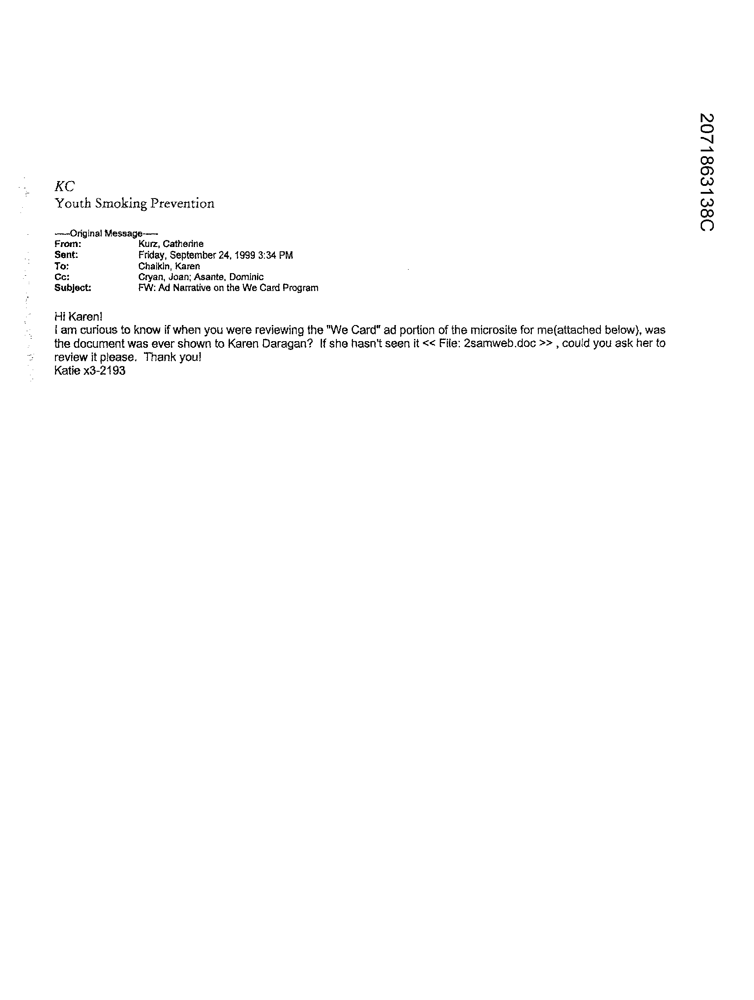 2071863138C
KC
Youth Smoking Prevention
-----Original Message-----
From: Kurz, Catherine
Sent: Friday, September 24, 1999 3:34 PM
To: Chaikin, Karen
Cc: Cryan, Joan; Asante, Dominic
Subject: FW: Ad Narrative on the We Card Program
Hi Karen!
I am curious to know if when you were reviewing the "We Card" ad portion of the microsite for me(attached below), was
the document was ever shown to Karen Daragan? If she hasn't seen it << File: 2samweb.doc >> , could you ask her to
review it please. Thank you!
Katie x3-2193